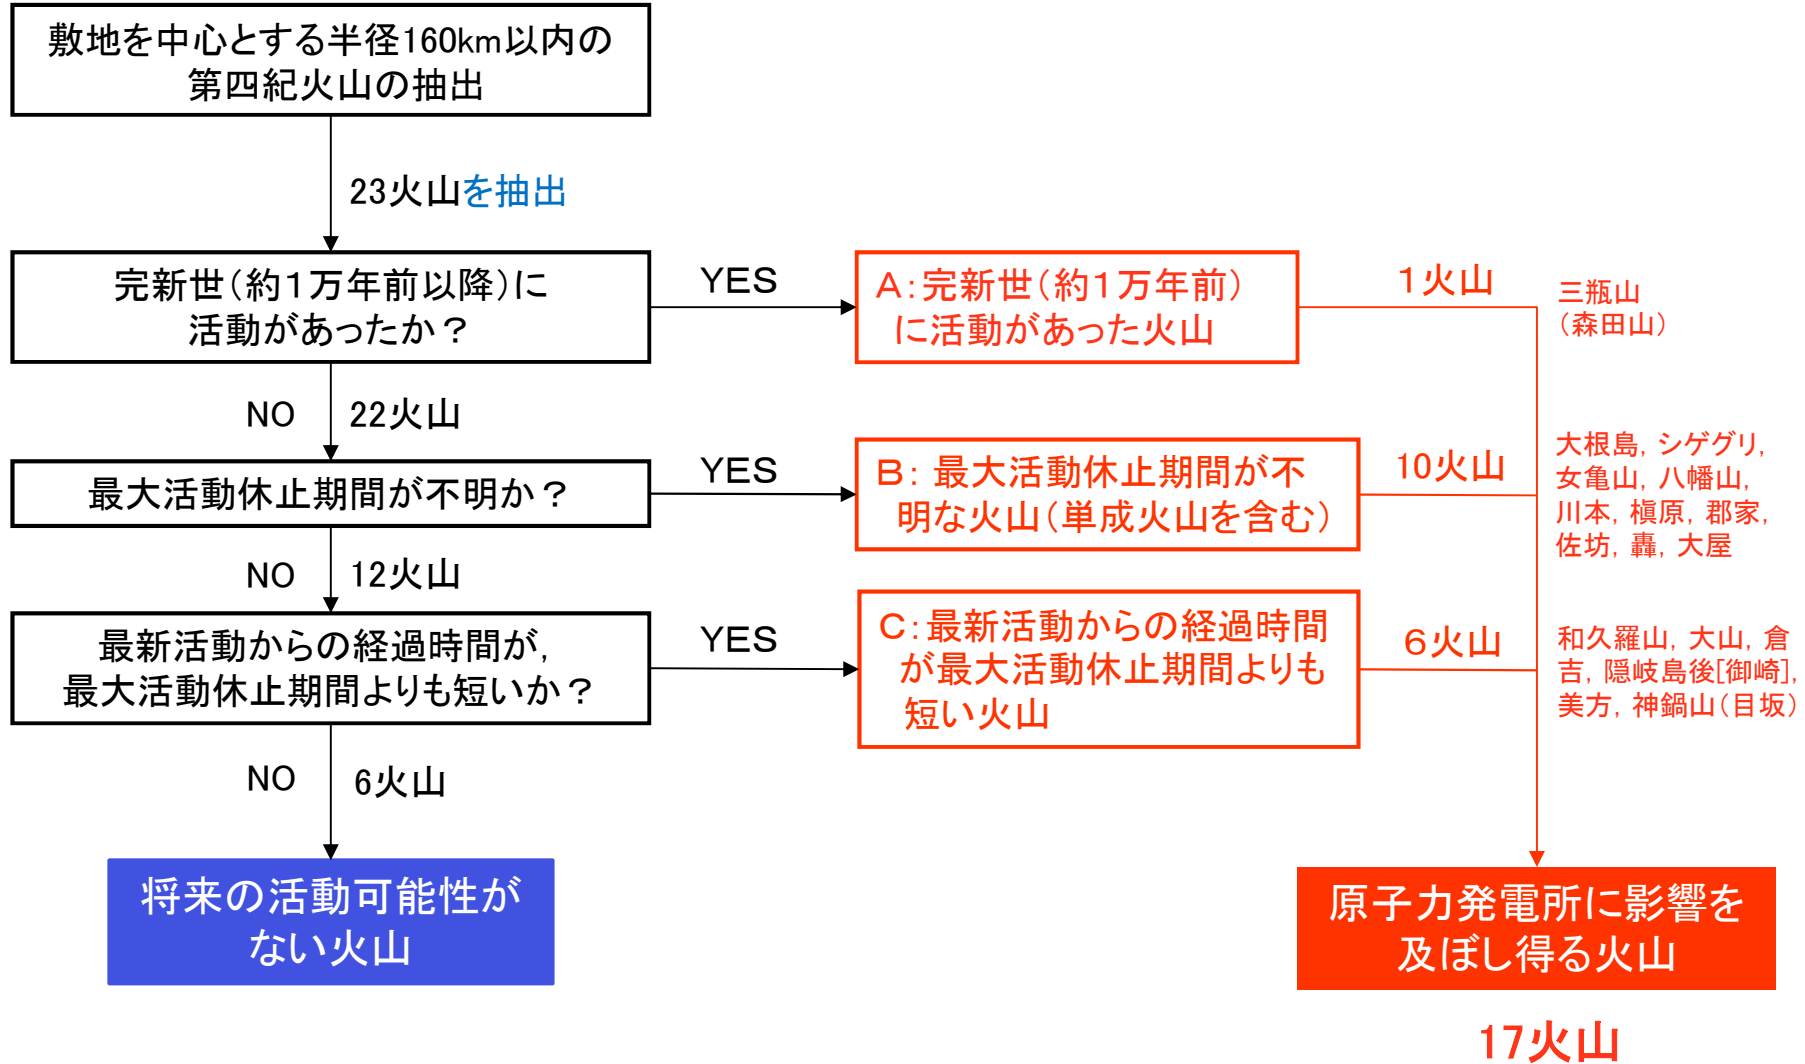 敷地を中心とする半径160km以内の
第四紀火山の抽出
23火山を抽出
完新世(約１万年前以降)に
活動があったか？
YES
A:完新世(約１万年前)
に活動があった火山
１火山
三瓶山
(森田山)
NO
22火山
最大活動休止期間が不明か？
YES
B: 最大活動休止期間が不
明な火山(単成火山を含む)
10火山
大根島, シゲグリ,
女亀山, 八幡山,
川本, 槇原, 郡家,
佐坊, 轟, 大屋
NO
12火山
最新活動からの経過時間が,
最大活動休止期間よりも短いか？
YES
C:最新活動からの経過時間
が最大活動休止期間よりも
短い火山
６火山
和久羅山, 大山, 倉
吉, 隠岐島後[御崎],
美方, 神鍋山(目坂)
NO
6火山
将来の活動可能性が
ない火山
原子力発電所に影響を
及ぼし得る火山
17火山